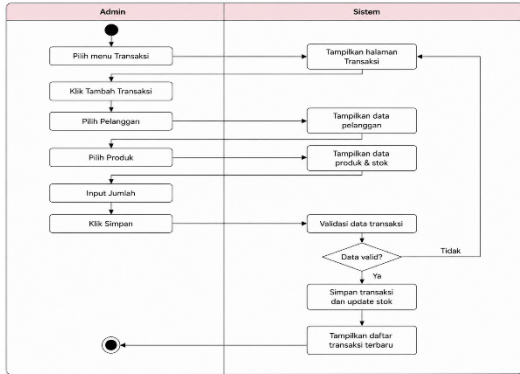 Admin
Sistem
Pilih menu Transaksi
Tampilkan halaman
Transaksi
Klik Tambah Transaksi
Pilih Pelanggan
Tampilkan data
pelanggan
Pilih Produk
Tampilkan data
produk & stok
Input Jumlah
Klik Simpan
Validasi data transaksi
Data valid?
Tidak
Ya
Simpan transaksi
dan update stok
Tampilkan daftar
transaksi terbaru